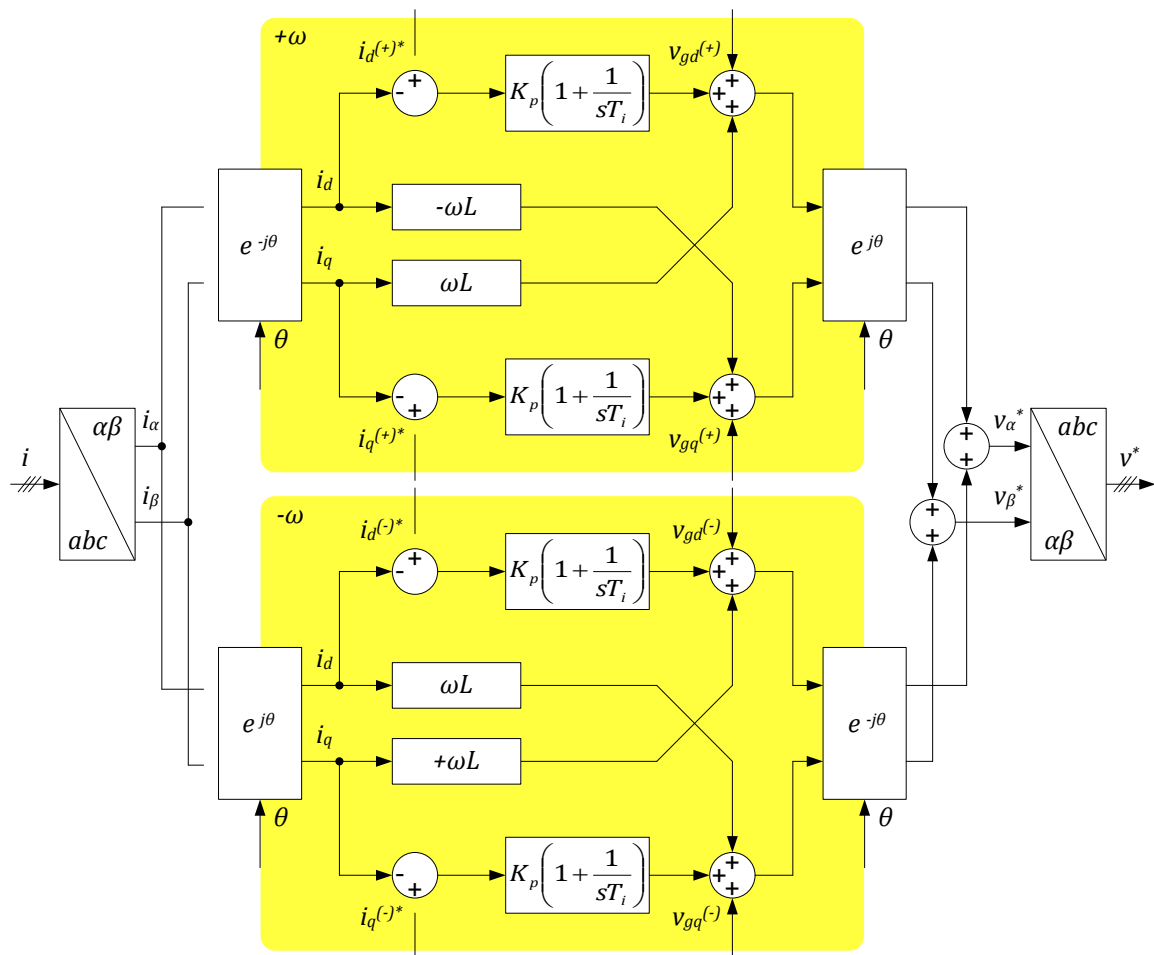 +ω
i_d^(+)*
v_gd^(+)
+
-
K_p(1+1/(sT_i))
+
+
+
i_d
-ωL
e^-jθ
e^jθ
i_q
ωL
θ
θ
K_p(1+1/(sT_i))
-
+
+
+
+
i_q^(+)*
v_gq^(+)
i
αβ
abc
i_α
i_β
+
+
+
+
v_α^*
v_β^*
abc
αβ
v^*
-ω
i_d^(-)*
v_gd^(-)
+
-
K_p(1+1/(sT_i))
+
+
+
i_d
ωL
e^jθ
e^-jθ
i_q
+ωL
θ
θ
K_p(1+1/(sT_i))
-
+
+
+
+
i_q^(-)*
v_gq^(-)